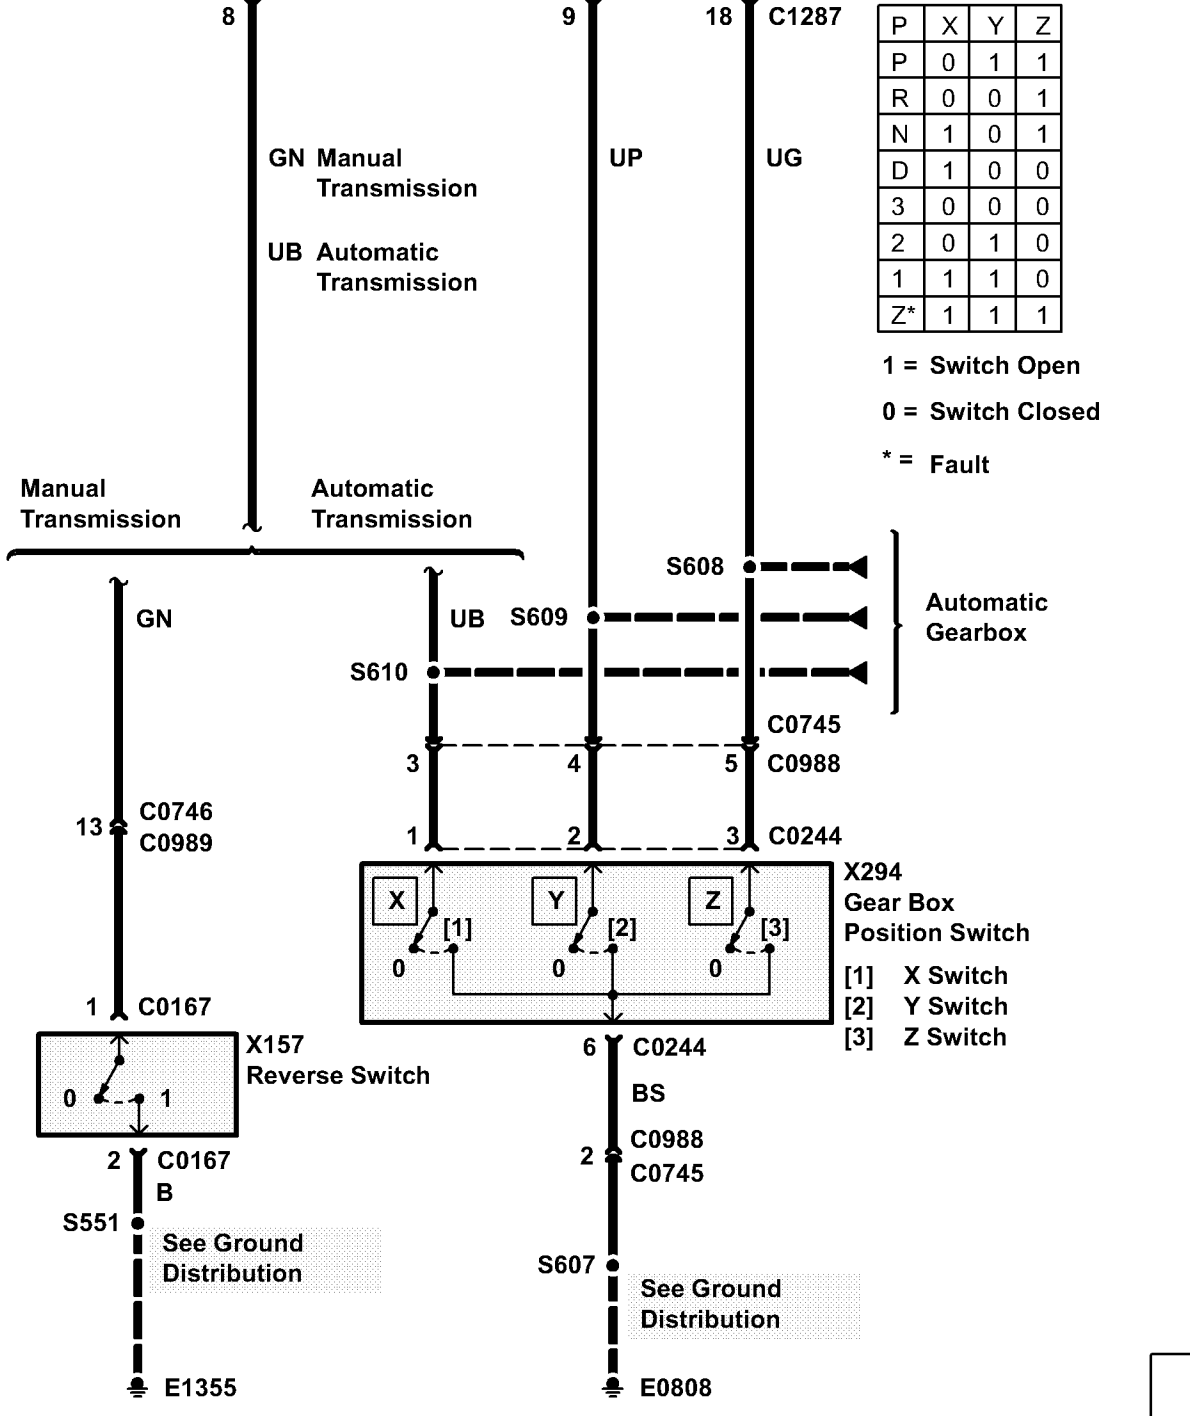 8
9
18 C1287
P X Y Z
P 0 1 1
R 0 0 1
N 1 0 1
D 1 0 0
3 0 0 0
2 0 1 0
1 1 1 0
Z* 1 1 1
GN Manual
Transmission
UP
UG
UB Automatic
Transmission
1 = Switch Open
0 = Switch Closed
* = Fault
Manual
Transmission
Automatic
Transmission
S608
Automatic
Gearbox
GN
UB
S609
S610
C0745
3
4
5 C0988
13 C0746
C0989
1
2
3 C0244
X294
Gear Box
Position Switch
X
Y
Z
[1]
[2]
[3]
0
0
0
[1] X Switch
[2] Y Switch
[3] Z Switch
1 C0167
X157
Reverse Switch
0
1
6 C0244
BS
2 C0167
B
C0988
2
C0745
S551
See Ground
Distribution
S607
See Ground
Distribution
E1355
E0808